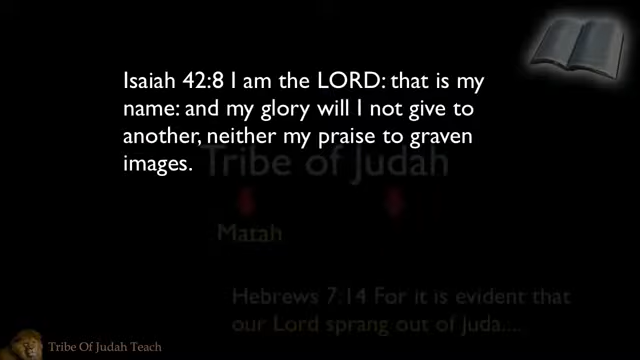 Isaiah 42:8 I am the LORD: that is my
name: and my glory will I not give to
another, neither my praise to graven
images.
Tribe of Judah
Matah
Hebrews 7:14 For it is evident that
our Lord sprang out of Juda....
Tribe Of Judah Teach